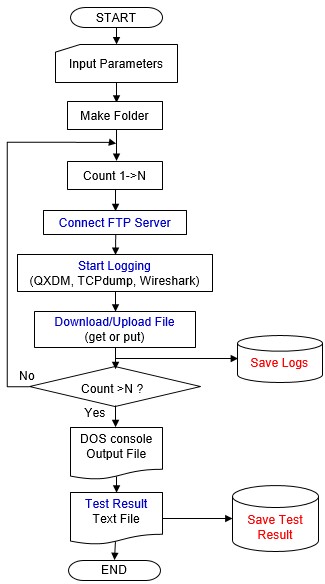 START
Input Parameters
Make Folder
Count 1->N
Connect FTP Server
Start Logging
(QXDM, TCPdump, Wireshark)
Download/Upload File
(get or put)
Save Logs
No
Count >N ?
Yes
DOS console
Output File
Test Result
Text File
Save Test
Result
END